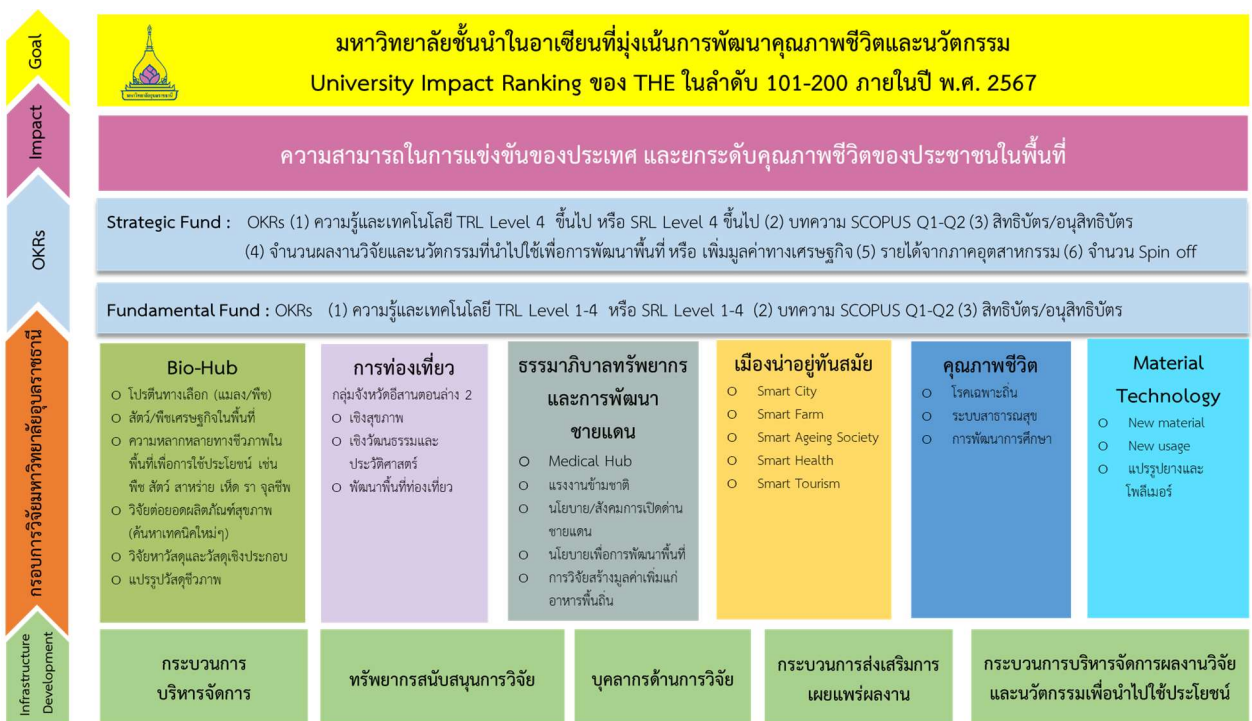 Goal
มหาวิทยาลัยชั้นนำในอาเซียนที่มุ่งเน้นการพัฒนาคุณภาพชีวิตและนวัตกรรม
University Impact Ranking ของ THE ในลำดับ 101-200 ภายในปี พ.ศ. 2567
มหาวิทยาลัยอุบลราชธานี
Impact
ความสามารถในการแข่งขันของประเทศ และยกระดับคุณภาพชีวิตของประชาชนในพื้นที่
OKRs
Strategic Fund : OKRs (1) ความรู้และเทคโนโลยี TRL Level 4 ขึ้นไป หรือ SRL Level 4 ขึ้นไป (2) บทความ SCOPUS Q1-Q2 (3) สิทธิบัตร/อนุสิทธิบัตร
(4) จำนวนผลงานวิจัยและนวัตกรรมที่นำไปใช้เพื่อการพัฒนาพื้นที่ หรือ เพิ่มมูลค่าทางเศรษฐกิจ (5) รายได้จากภาคอุตสาหกรรม (6) จำนวน Spin off
Fundamental Fund : OKRs (1) ความรู้และเทคโนโลยี TRL Level 1-4 หรือ SRL Level 1-4 (2) บทความ SCOPUS Q1-Q2 (3) สิทธิบัตร/อนุสิทธิบัตร
กรอบการวิจัยมหาวิทยาลัยอุบลราชธานี
Bio-Hub
o โปรตีนทางเลือก (แมลง/พืช)
o สัตว์/พืชเศรษฐกิจในพื้นที่
o ความหลากหลายทางชีวภาพใน
พื้นที่เพื่อการใช้ประโยชน์ เช่น
พืช สัตว์ สาหร่าย เห็ด รา จุลชีพ
o วิจัยต่อยอดผลิตภัณฑ์สุขภาพ
(ค้นหาเทคนิคใหม่ๆ)
o วิจัยหาวัสดุและวัสดุเชิงประกอบ
o แปรรูปวัสดุชีวภาพ
การท่องเที่ยว
กลุ่มจังหวัดอีสานตอนล่าง 2
o เชิงสุขภาพ
o เชิงวัฒนธรรมและ
ประวัติศาสตร์
o พัฒนาพื้นที่ท่องเที่ยว
ธรรมาภิบาลทรัพยากร
และการพัฒนา
ชายแดน
o Medical Hub
o แรงงานข้ามชาติ
o นโยบาย/สังคมการเปิดด่าน
ชายแดน
o นโยบายเพื่อการพัฒนาพื้นที่
o การวิจัยสร้างมูลค่าเพิ่มแก่
อาหารพื้นถิ่น
เมืองน่าอยู่ทันสมัย
o Smart City
o Smart Farm
o Smart Ageing Society
o Smart Health
o Smart Tourism
คุณภาพชีวิต
o โรคเฉพาะถิ่น
o ระบบสาธารณสุข
o การพัฒนาการศึกษา
Material
Technology
o New material
o New usage
o แปรรูปยางและ
โพลีเมอร์
Infrastructure
Development
กระบวนการ
บริหารจัดการ
ทรัพยากรสนับสนุนการวิจัย
บุคลากรด้านการวิจัย
กระบวนการส่งเสริมการ
เผยแพร่ผลงาน
กระบวนการบริหารจัดการผลงานวิจัย
และนวัตกรรมเพื่อนำไปใช้ประโยชน์